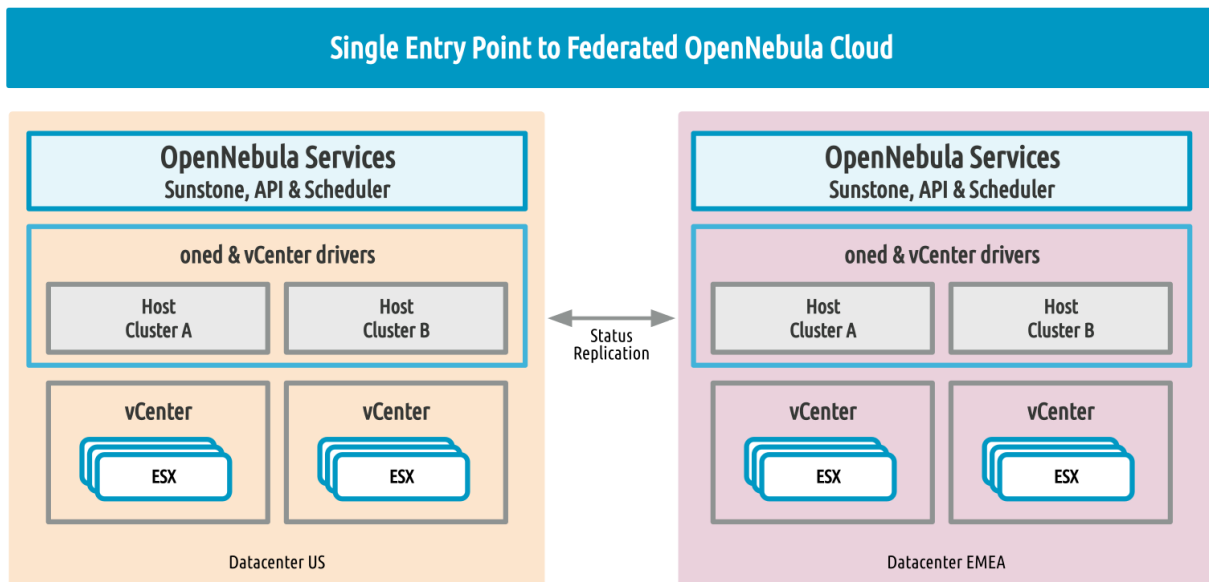 Single Entry Point to Federated OpenNebula Cloud
OpenNebula Services
Sunstone, API & Scheduler
oned & vCenter drivers
Host
Cluster A
Host
Cluster B
vCenter
ESX
vCenter
ESX
Datacenter US
Status
Replication
OpenNebula Services
Sunstone, API & Scheduler
oned & vCenter drivers
Host
Cluster A
Host
Cluster B
vCenter
ESX
vCenter
ESX
Datacenter EMEA